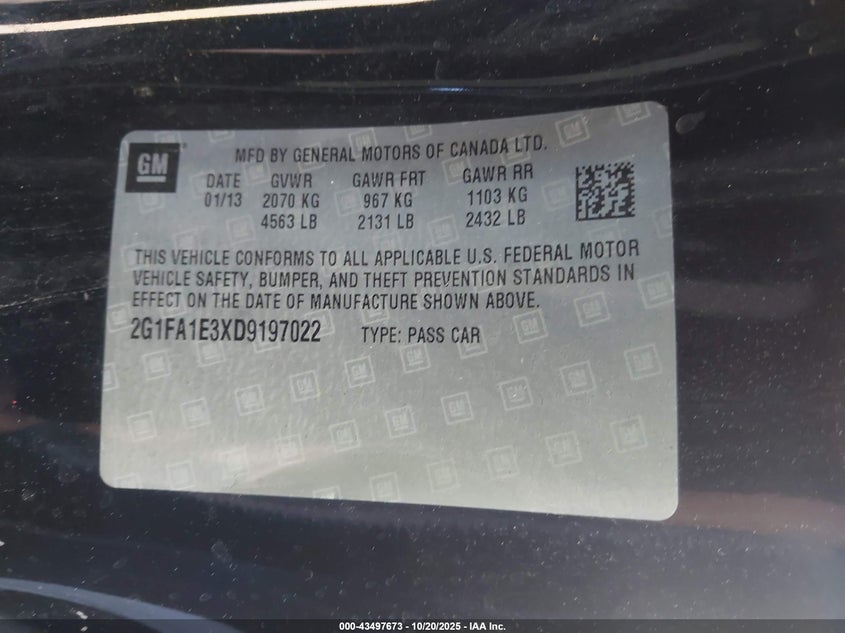 GM
MFD BY GENERAL MOTORS OF CANADA LTD.
DATE GVWR GAWR FRT GAWR RR
01/13 2070 KG 967 KG 1103 KG
4563 LB 2131 LB 2432 LB
THIS VEHICLE CONFORMS TO ALL APPLICABLE U.S. FEDERAL MOTOR
VEHICLE SAFETY, BUMPER, AND THEFT PREVENTION STANDARDS IN
EFFECT ON THE DATE OF MANUFACTURE SHOWN ABOVE.
2G1FA1E3XD9197022 TYPE: PASS CAR
000-43497673 - 10/20/2025 - IAA Inc.